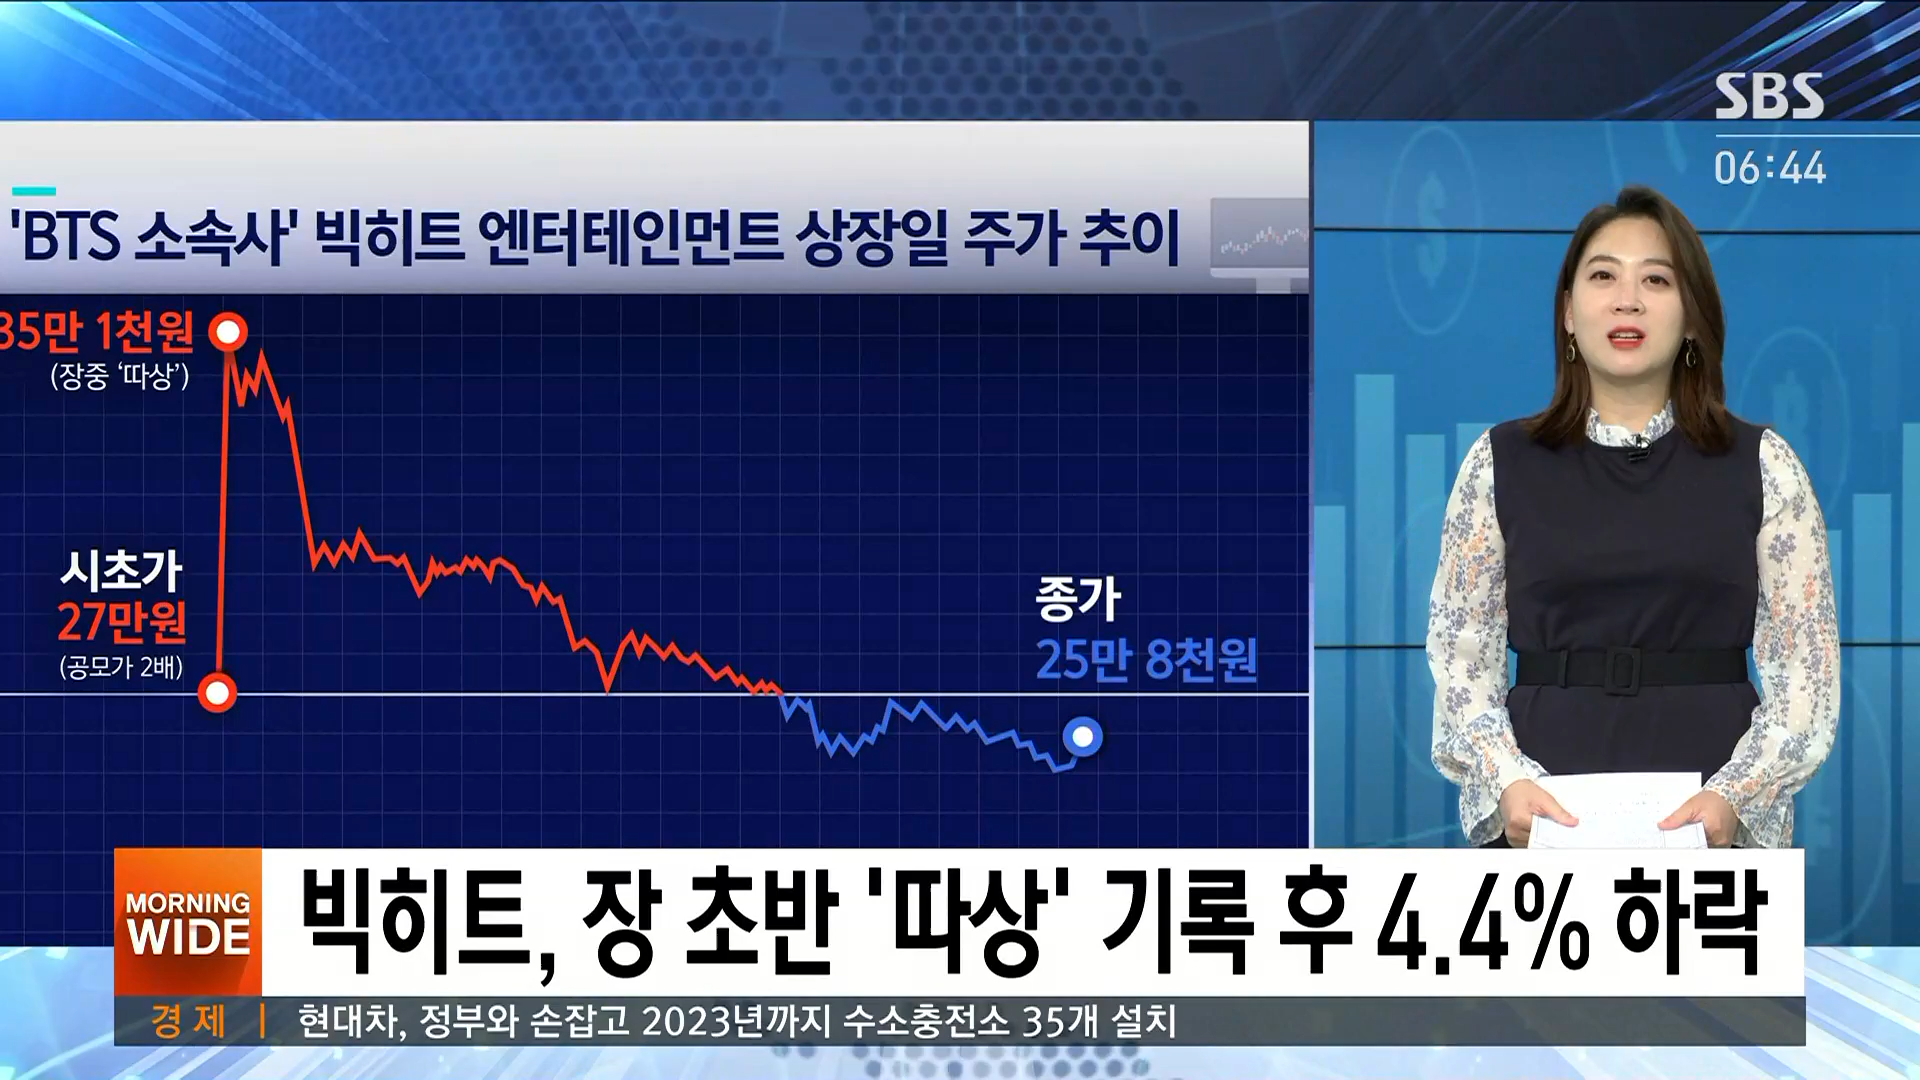 SBS
06:44
'BTS 소속사' 빅히트 엔터테인먼트 상장일 주가 추이
35만 1천원
(장중 '따상')
시초가
27만원
(공모가 2배)
종가
25만 8천원
MORNING
WIDE
빅히트, 장 초반 '따상' 기록 후 4.4% 하락
경제 | 현대차, 정부와 손잡고 2023년까지 수소충전소 35개 설치